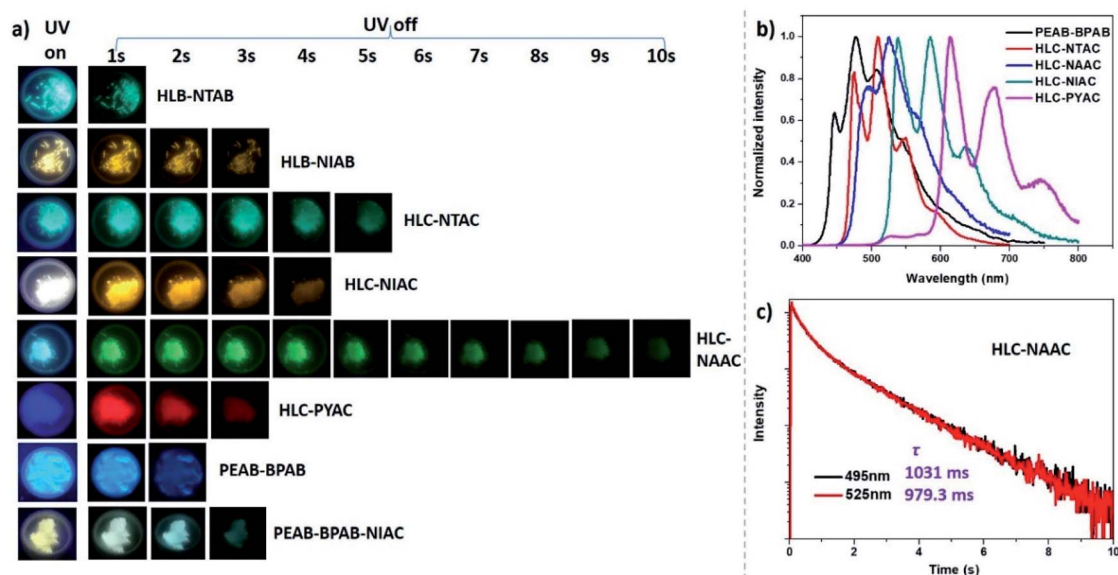 a)
UV on
UV off
1s 2s 3s 4s 5s 6s 7s 8s 9s 10s
HLB-NTAB
HLB-NIAB
HLC-NTAC
HLC-NIAC
HLC-
NAAC
HLC-PYAC
PEAB-BPAB
PEAB-BPAB-NIAC
b)
PEAB-BPAB
HLC-NTAC
HLC-NAAC
HLC-NIAC
HLC-PYAC
Normalized intensity
1.0
0.8
0.6
0.4
0.2
0.0
400 500 600 700 800
Wavelength (nm)
c)
HLC-NAAC
Intensity
τ
495nm 1031 ms
525nm 979.3 ms
0 2 4 6 8 10
Time (s)